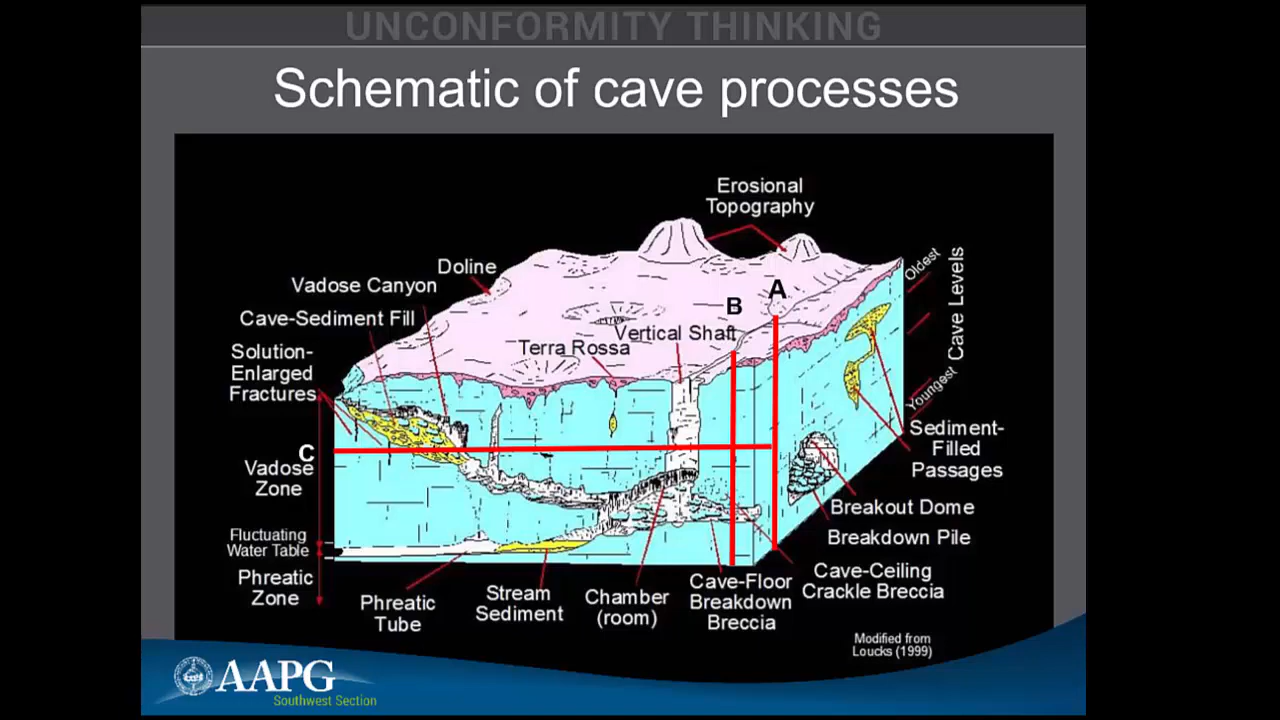 UNCONFORMITY THINKING
Schematic of cave processes
Erosional
Topography
Doline
Vadose Canyon
Cave-Sediment Fill
Solution-
Enlarged
Fractures
Terra Rossa
Vertical Shaft
B
A
Oldest
Cave Levels
Youngest
C
Vadose
Zone
Fluctuating
Water Table
Phreatic
Zone
Phreatic
Tube
Stream
Sediment
Chamber
(room)
Cave-Floor
Breakdown
Breccia
Cave-Ceiling
Crackle Breccia
Breakdown Pile
Breakout Dome
Sediment-
Filled
Passages
Modified from
Loucks (1999)
AAPG
Southwest Section